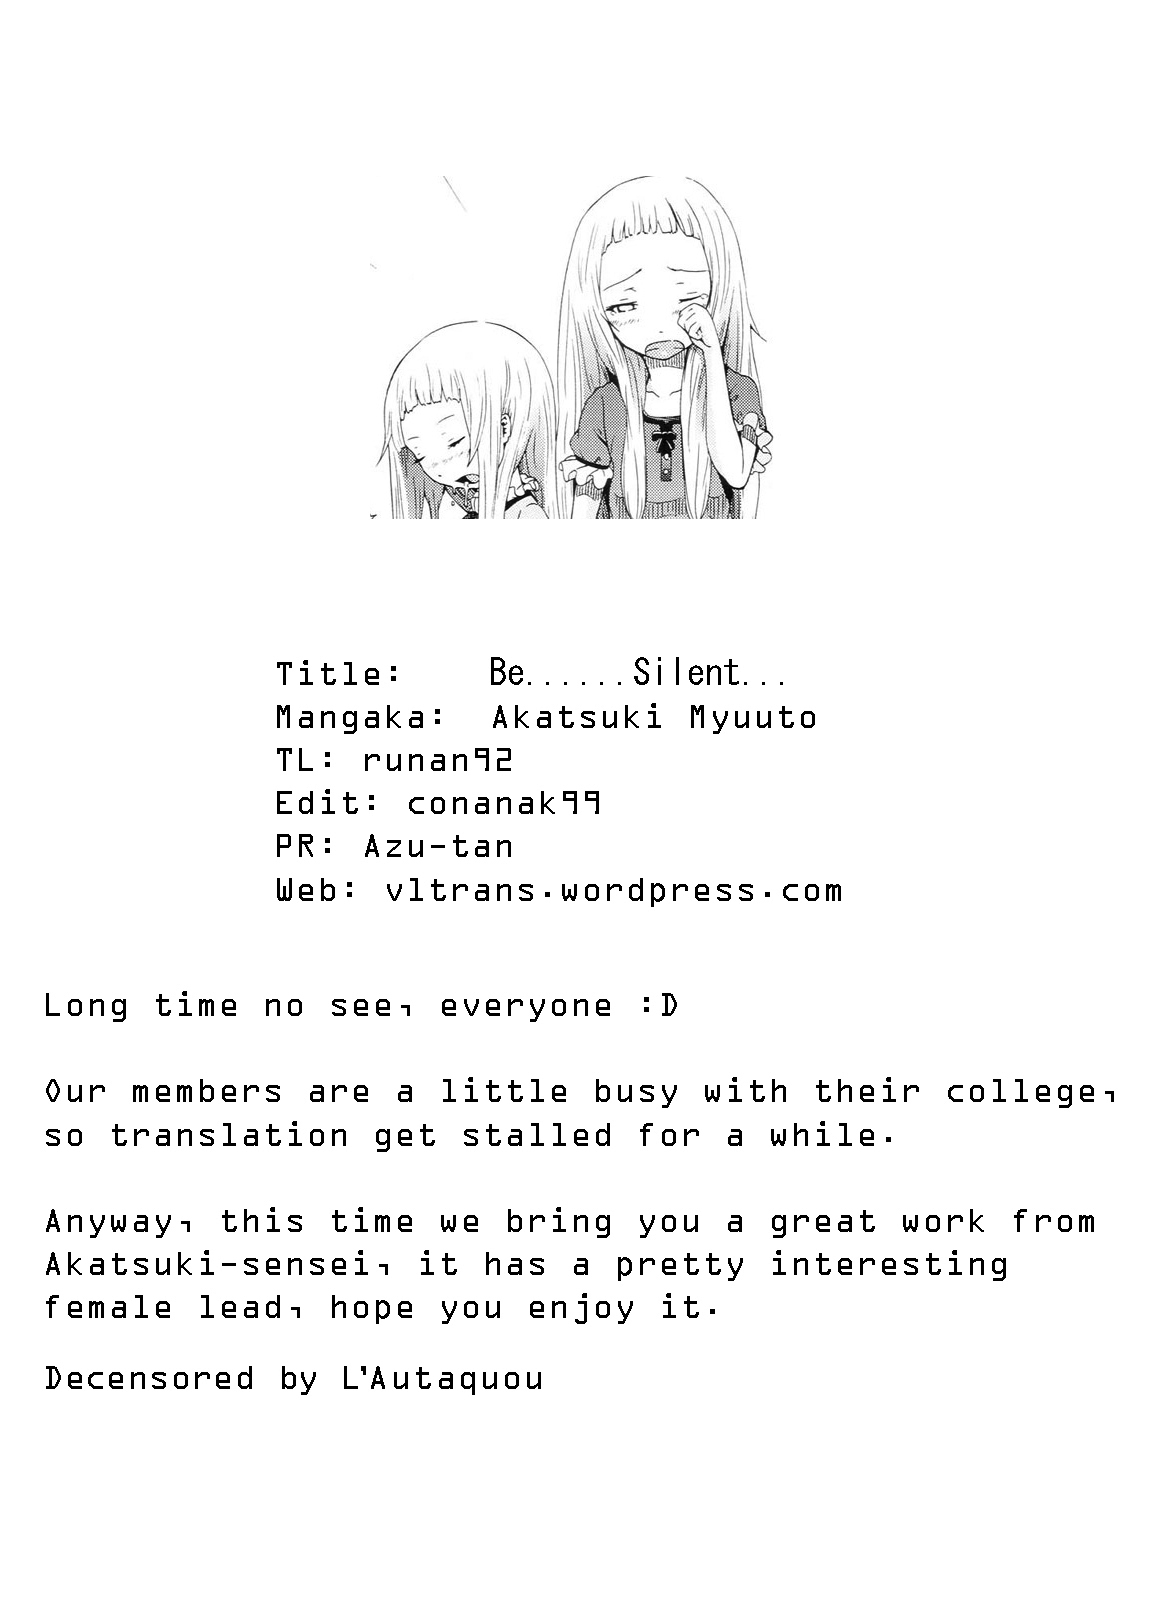 Title: Be......Silent...
Mangaka: Akatsuki Myuuto
TL: runan92
Edit: conanak99
PR: Azu-tan
Web: vltrans.wordpress.com
Long time no see, everyone :D
Our members are a little busy with their college,
so translation get stalled for a while.
Anyway, this time we bring you a great work from
Akatsuki-sensei, it has a pretty interesting
female lead, hope you enjoy it.
Decensored by L'Autaquou